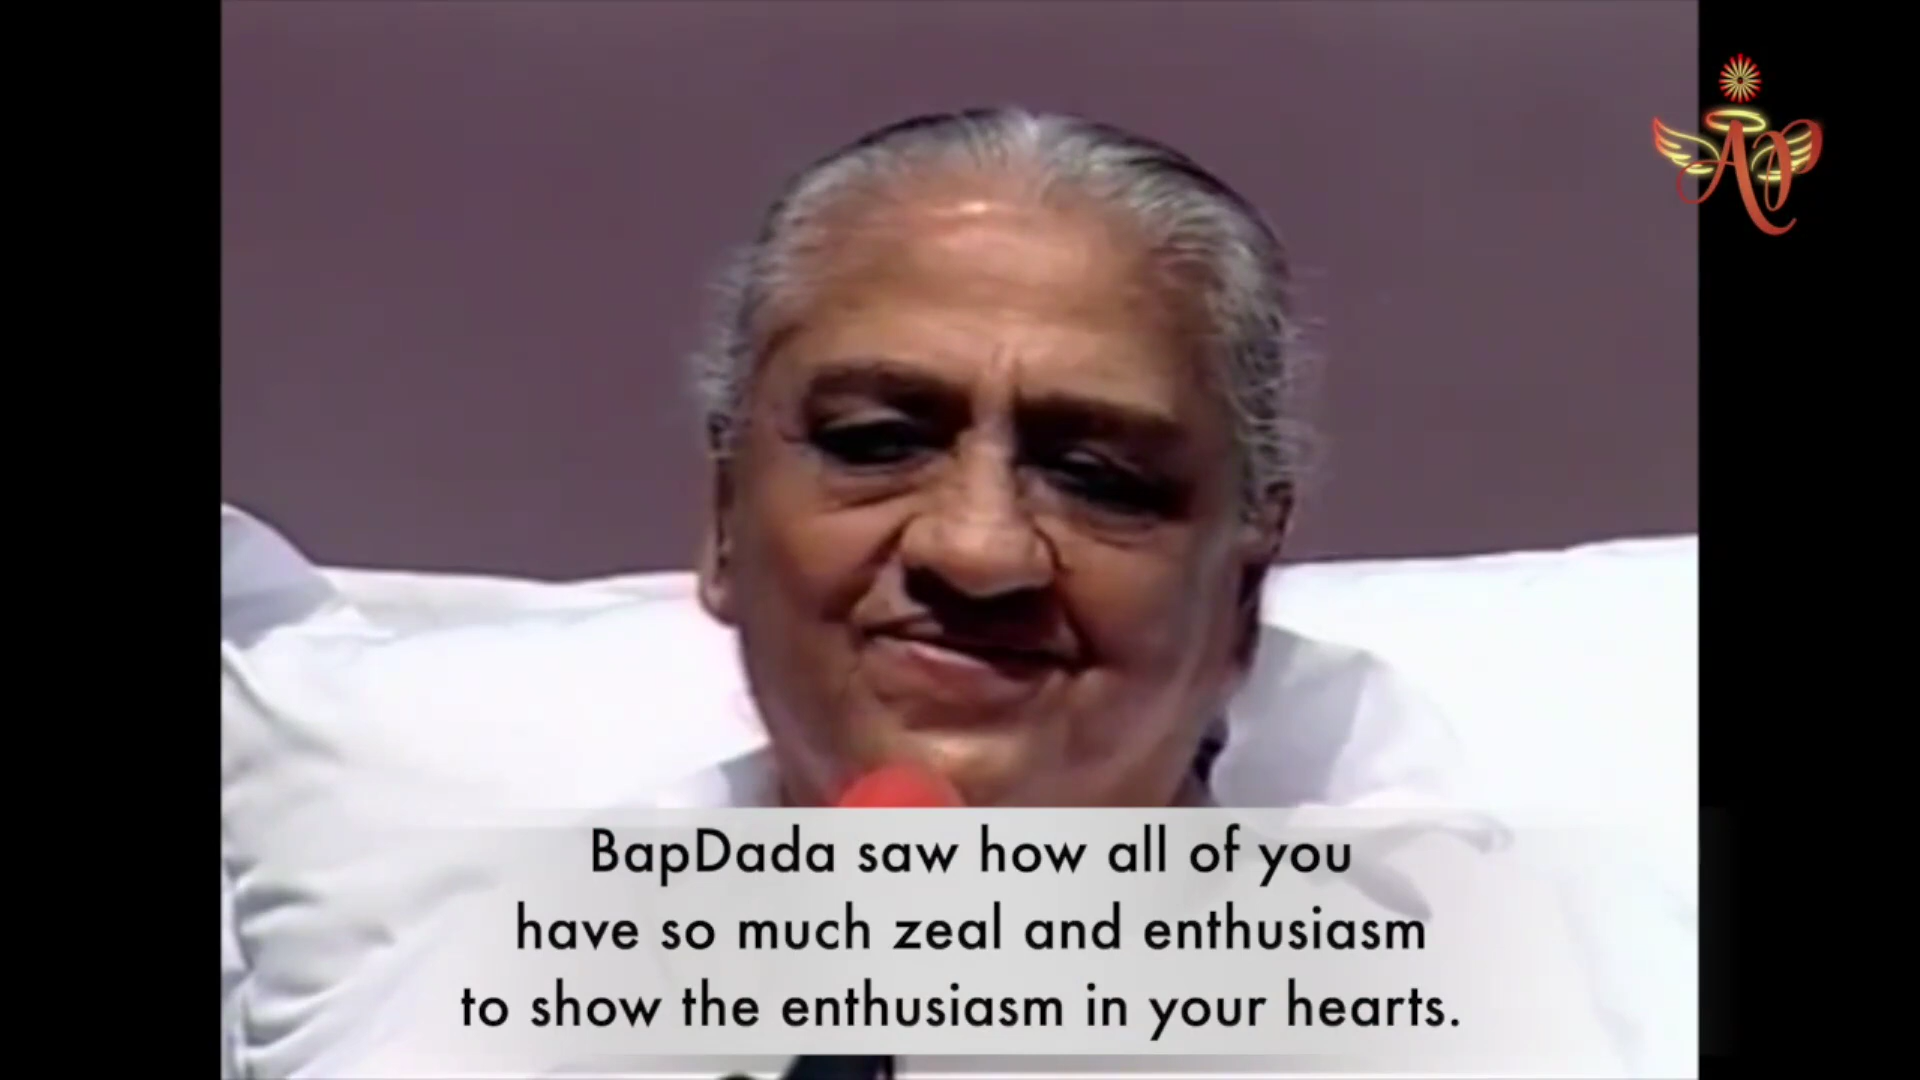 AP
BapDada saw how all of you
have so much zeal and enthusiasm
to show the enthusiasm in your hearts.